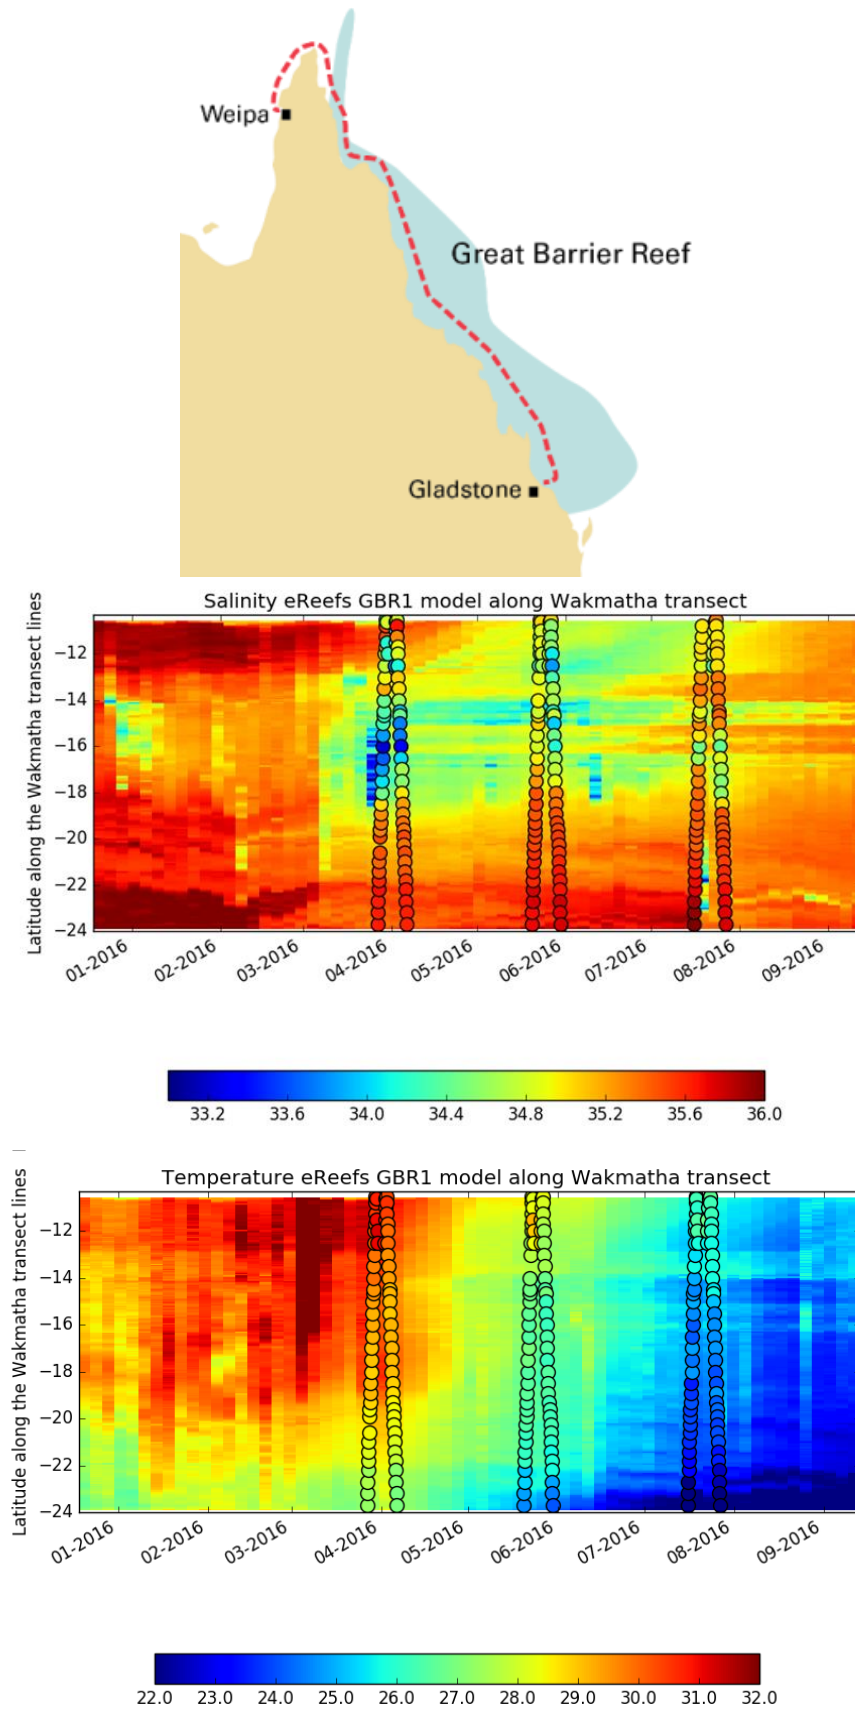 Weipa
Great Barrier Reef
Gladstone
Salinity eReefs GBR1 model along Wakmatha transect
Latitude along the Wakmatha transect lines
−12
−14
−16
−18
−20
−22
−24
01-2016 02-2016 03-2016 04-2016 05-2016 06-2016 07-2016 08-2016 09-2016
33.2 33.6 34.0 34.4 34.8 35.2 35.6 36.0
Temperature eReefs GBR1 model along Wakmatha transect
Latitude along the Wakmatha transect lines
−12
−14
−16
−18
−20
−22
−24
01-2016 02-2016 03-2016 04-2016 05-2016 06-2016 07-2016 08-2016 09-2016
22.0 23.0 24.0 25.0 26.0 27.0 28.0 29.0 30.0 31.0 32.0